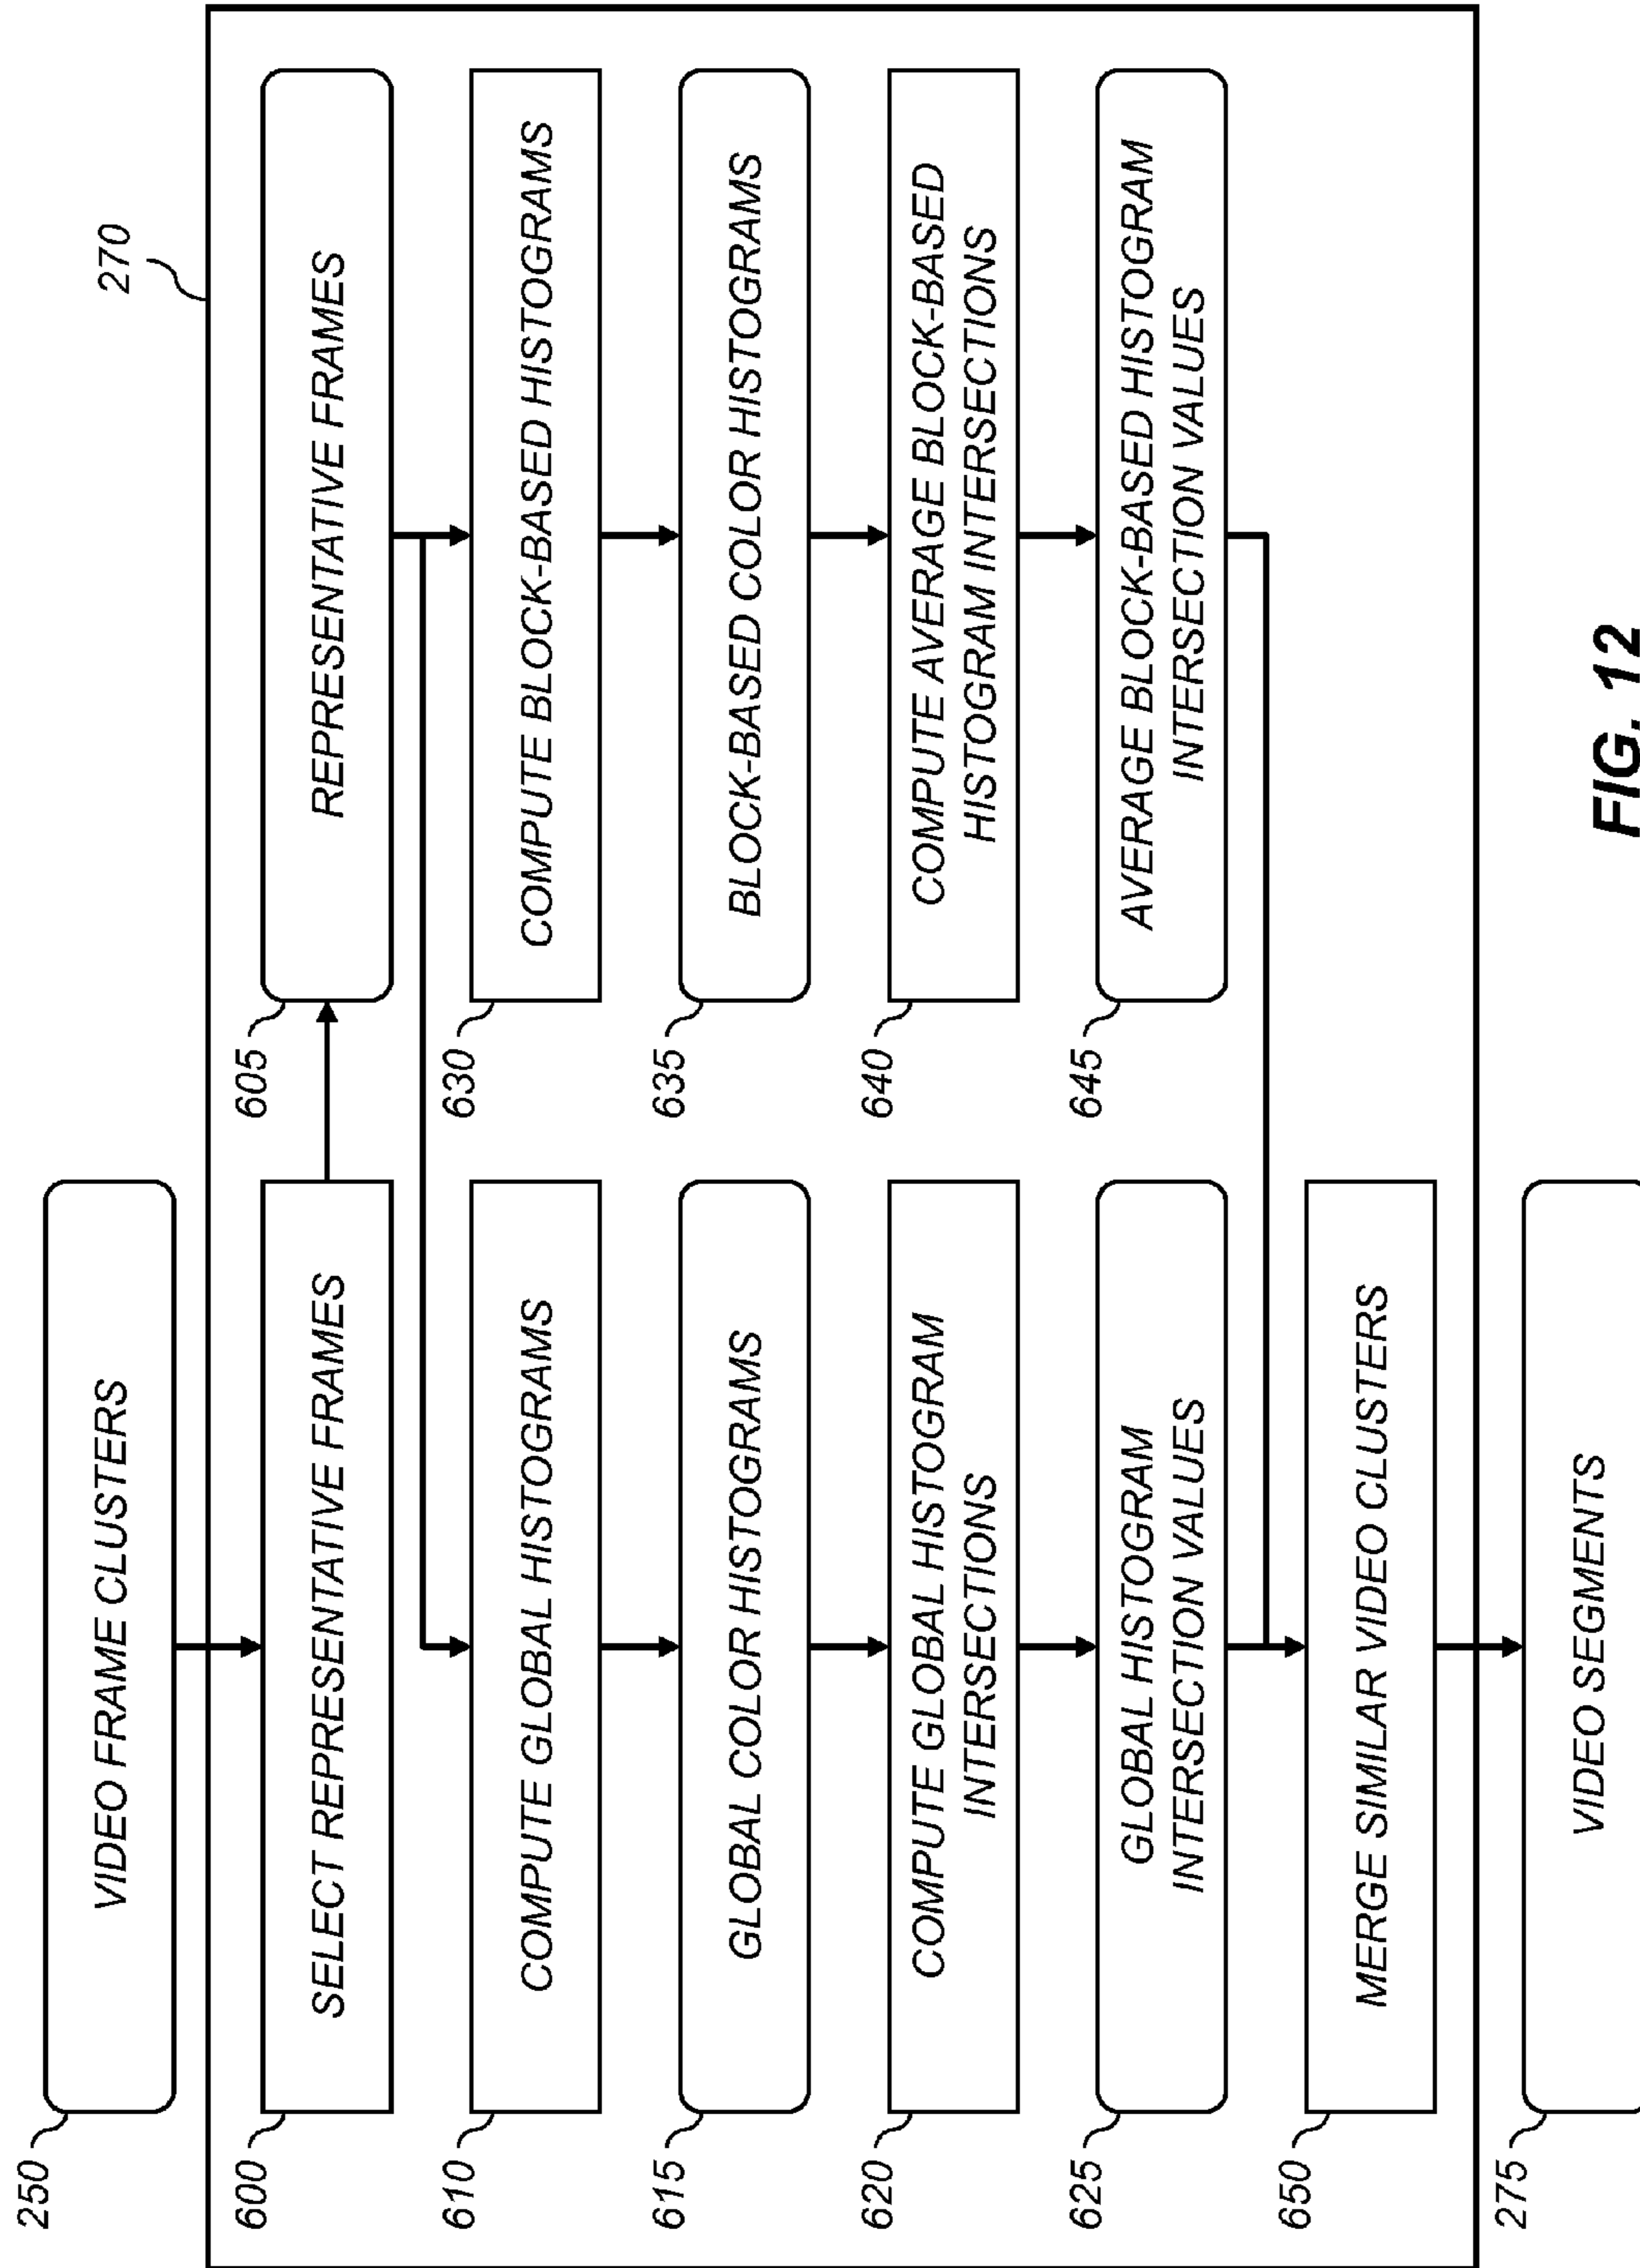 250
VIDEO FRAME CLUSTERS
270
600
SELECT REPRESENTATIVE FRAMES
605
REPRESENTATIVE FRAMES
610
COMPUTE GLOBAL HISTOGRAMS
630
COMPUTE BLOCK-BASED HISTOGRAMS
615
GLOBAL COLOR HISTOGRAMS
635
BLOCK-BASED COLOR HISTOGRAMS
620
COMPUTE GLOBAL HISTOGRAM
INTERSECTIONS
640
COMPUTE AVERAGE BLOCK-BASED
HISTOGRAM INTERSECTIONS
625
GLOBAL HISTOGRAM
INTERSECTION VALUES
645
AVERAGE BLOCK-BASED HISTOGRAM
INTERSECTION VALUES
650
MERGE SIMILAR VIDEO CLUSTERS
275
VIDEO SEGMENTS
FIG. 12